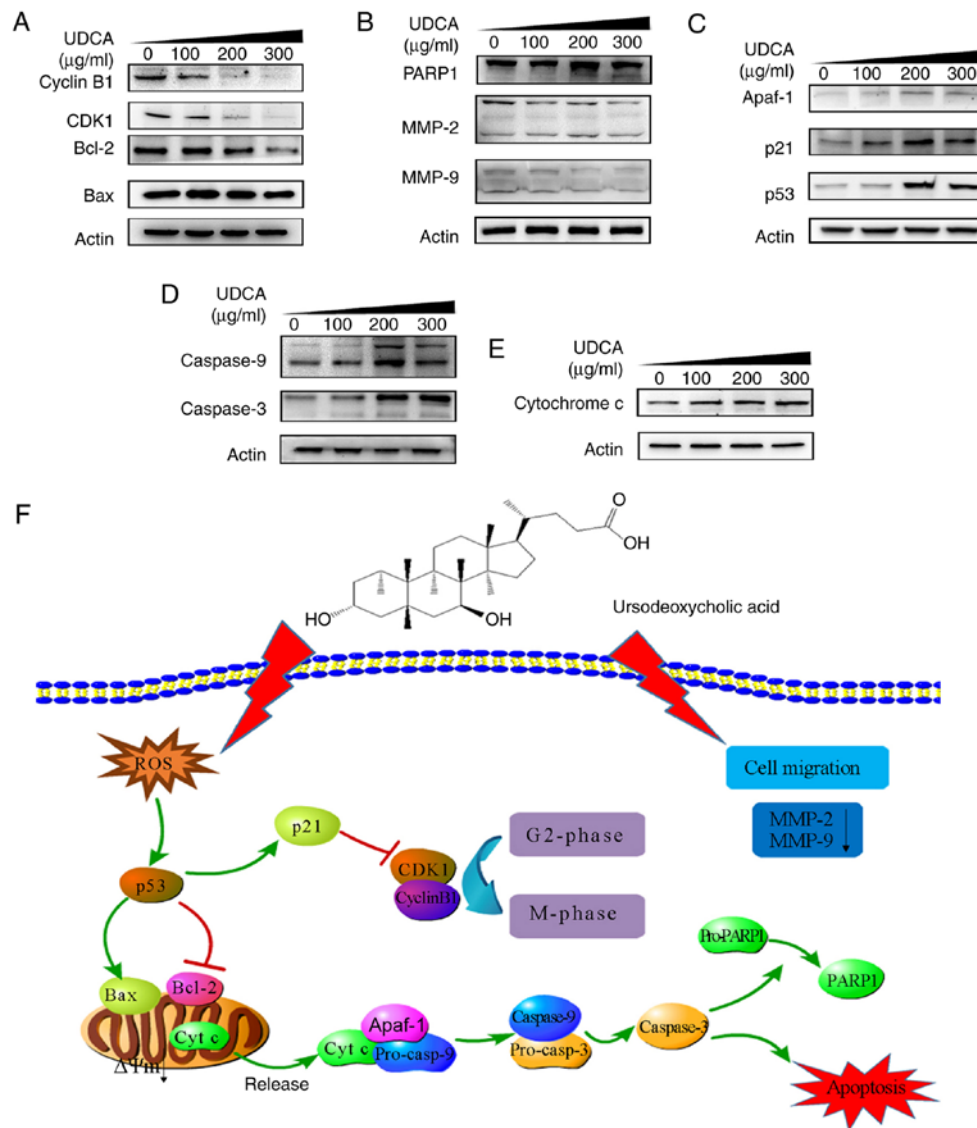 A
UDCA
(µg/ml)
0 100 200 300
Cyclin B1
CDK1
Bcl-2
Bax
Actin
B
UDCA
(µg/ml)
0 100 200 300
PARP1
MMP-2
MMP-9
Actin
C
UDCA
(µg/ml)
0 100 200 300
Apaf-1
p21
p53
Actin
D
UDCA
(µg/ml)
0 100 200 300
Caspase-9
Caspase-3
Actin
E
UDCA
(µg/ml)
0 100 200 300
Cytochrome c
Actin
F
O
OH
HO
OH
Ursodeoxycholic acid
ROS
Cell migration
MMP-2
MMP-9
p21
G2-phase
CDK1
CyclinB1
M-phase
p53
Pro-PARP1
PARP1
Bax
Bcl-2
Cyt c
ΔΨm
Release
Cyt c
Apaf-1
Pro-casp-9
Caspase-9
Pro-casp-3
Caspase-3
Apoptosis